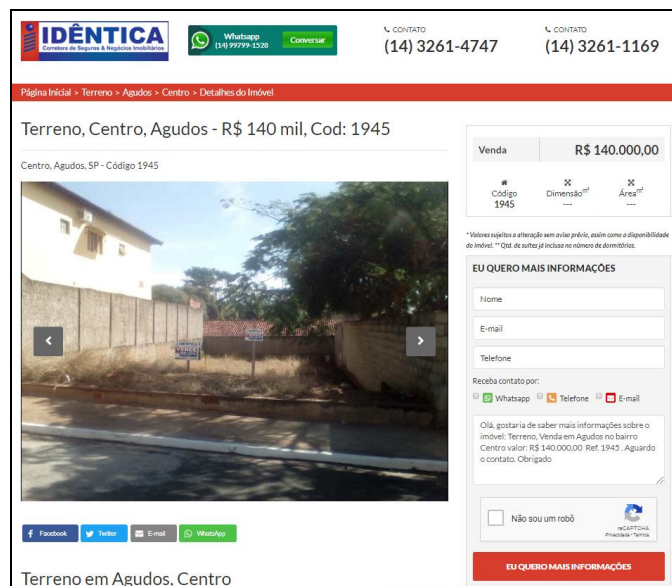 IDÊNTICA
Corretora de Seguros & Negócios Imobiliários
Whatsapp
(14) 99799-1528
Conversar
CONTATO
(14) 3261-4747
CONTATO
(14) 3261-1169
Página Inicial > Terreno > Agudos > Centro > Detalhes do Imóvel
Terreno, Centro, Agudos - R$ 140 mil, Cod: 1945
Centro, Agudos, SP - Código 1945
Facebook
Twitter
E-mail
WhatsApp
Terreno em Agudos, Centro
Venda R$ 140.000,00
Código
1945
Dimensão m²
---
Área m²
---
* Valores sujeitos a alteração sem aviso prévio, assim como a disponibilidade
do imóvel. ** Qtd. de suítes já inclusa no número de dormitórios.
EU QUERO MAIS INFORMAÇÕES
Nome
E-mail
Telefone
Receba contato por:
Whatsapp Telefone E-mail
Olá, gostaria de saber mais informações sobre o
imóvel: Terreno, Venda em Agudos no bairro
Centro valor: R$ 140.000,00 Ref. 1945 . Aguardo
o contato. Obrigado
Não sou um robô
reCAPTCHA
Privacidade - Termos
EU QUERO MAIS INFORMAÇÕES